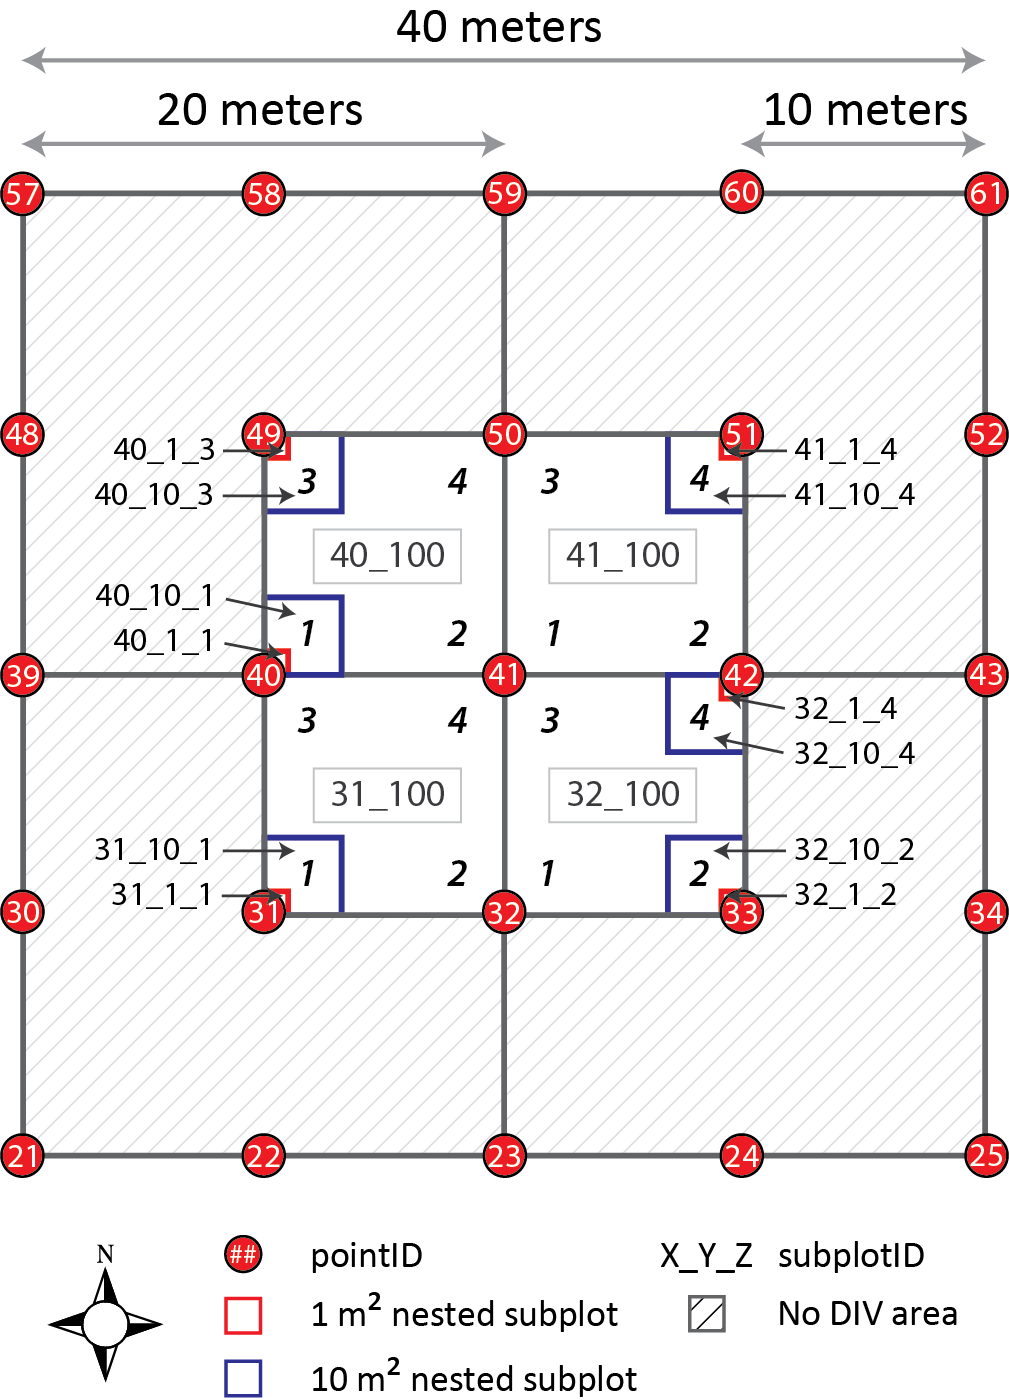 40 meters
20 meters
10 meters
57 58 59 60 61
48 49 50 51 52
40_1_3
41_1_4
40_10_3
3 4 3 4
41_10_4
40_100
41_100
40_10_1
40_1_1
1 2 1 2
39 40 41 42 43
3 4 3 4
32_1_4
32_10_4
31_100
32_100
31_10_1
32_10_2
1 2 1 2
31_1_1
32_1_2
30 31 32 33 34
21 22 23 24 25
N
## pointID
X_Y_Z subplotID
1 m² nested subplot
No DIV area
10 m² nested subplot